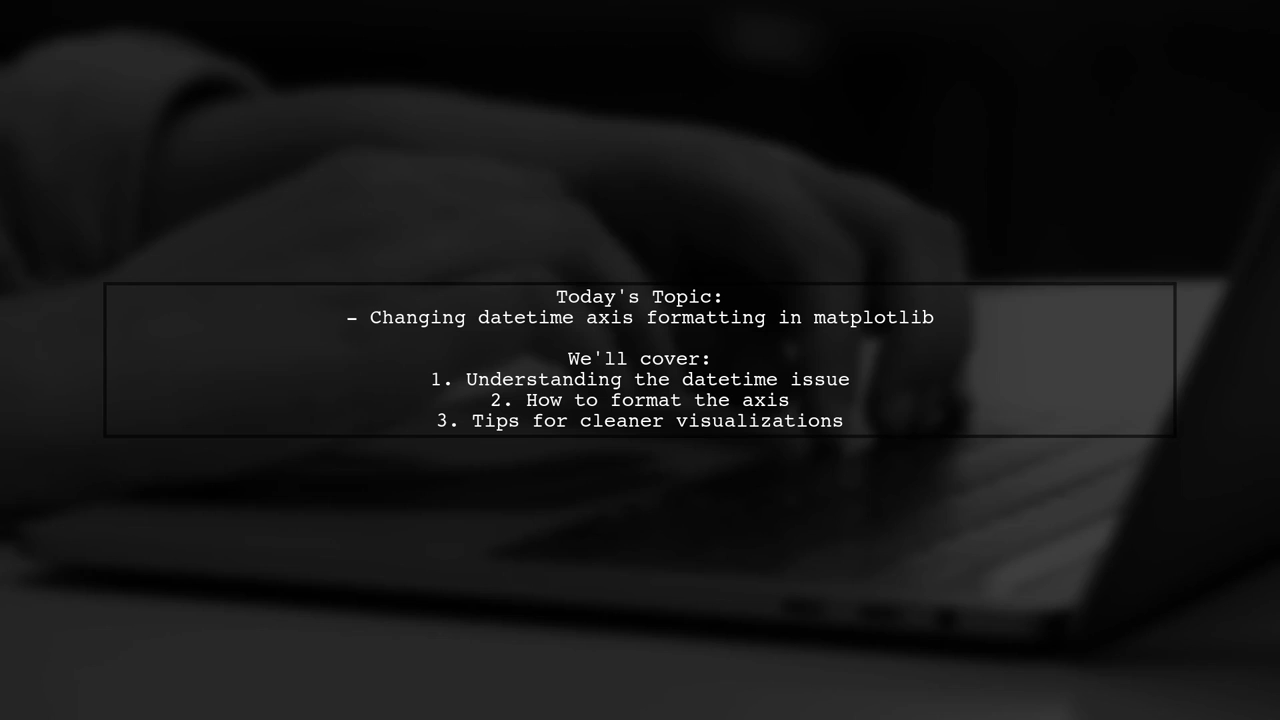 Today's Topic:
- Changing datetime axis formatting in matplotlib
We'll cover:
1. Understanding the datetime issue
2. How to format the axis
3. Tips for cleaner visualizations